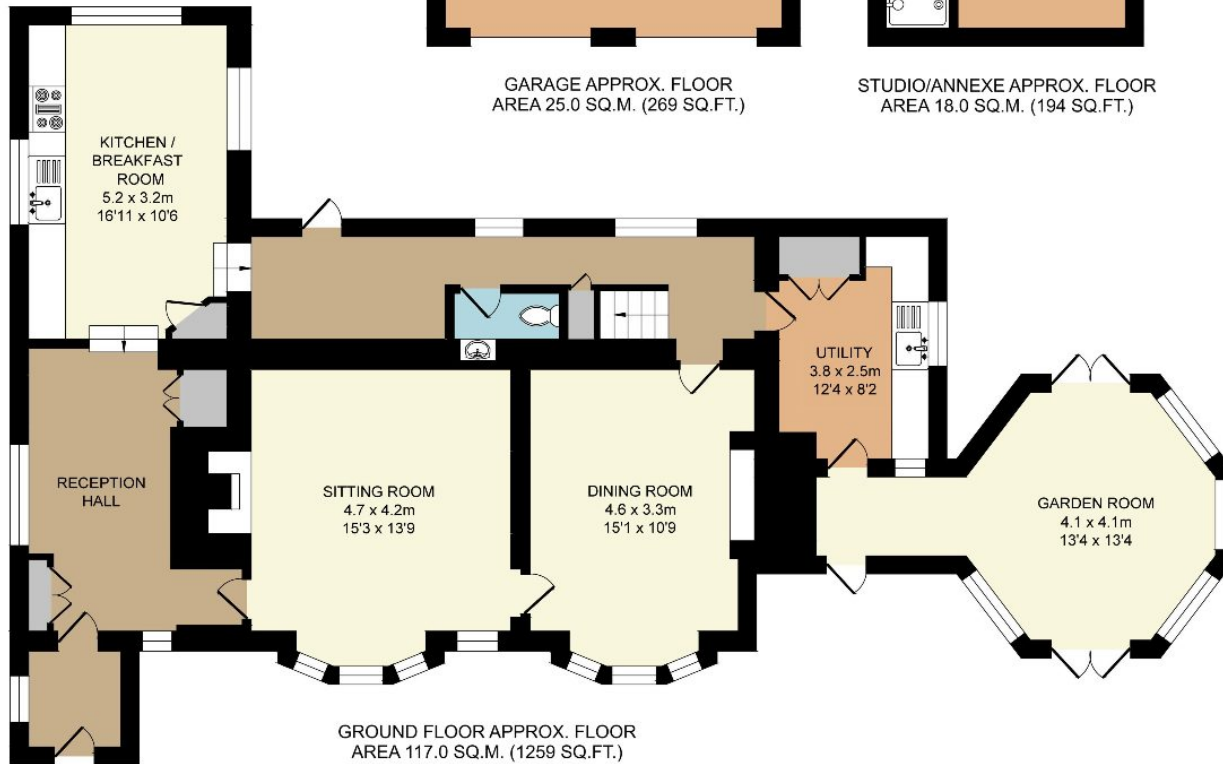 GARAGE APPROX. FLOOR
AREA 25.0 SQ.M. (269 SQ.FT.)
STUDIO/ANNEXE APPROX. FLOOR
AREA 18.0 SQ.M. (194 SQ.FT.)
KITCHEN /
BREAKFAST
ROOM
5.2 x 3.2m
16'11 x 10'6
UTILITY
3.8 x 2.5m
12'4 x 8'2
RECEPTION
HALL
SITTING ROOM
4.7 x 4.2m
15'3 x 13'9
DINING ROOM
4.6 x 3.3m
15'1 x 10'9
GARDEN ROOM
4.1 x 4.1m
13'4 x 13'4
GROUND FLOOR APPROX. FLOOR
AREA 117.0 SQ.M. (1259 SQ.FT.)